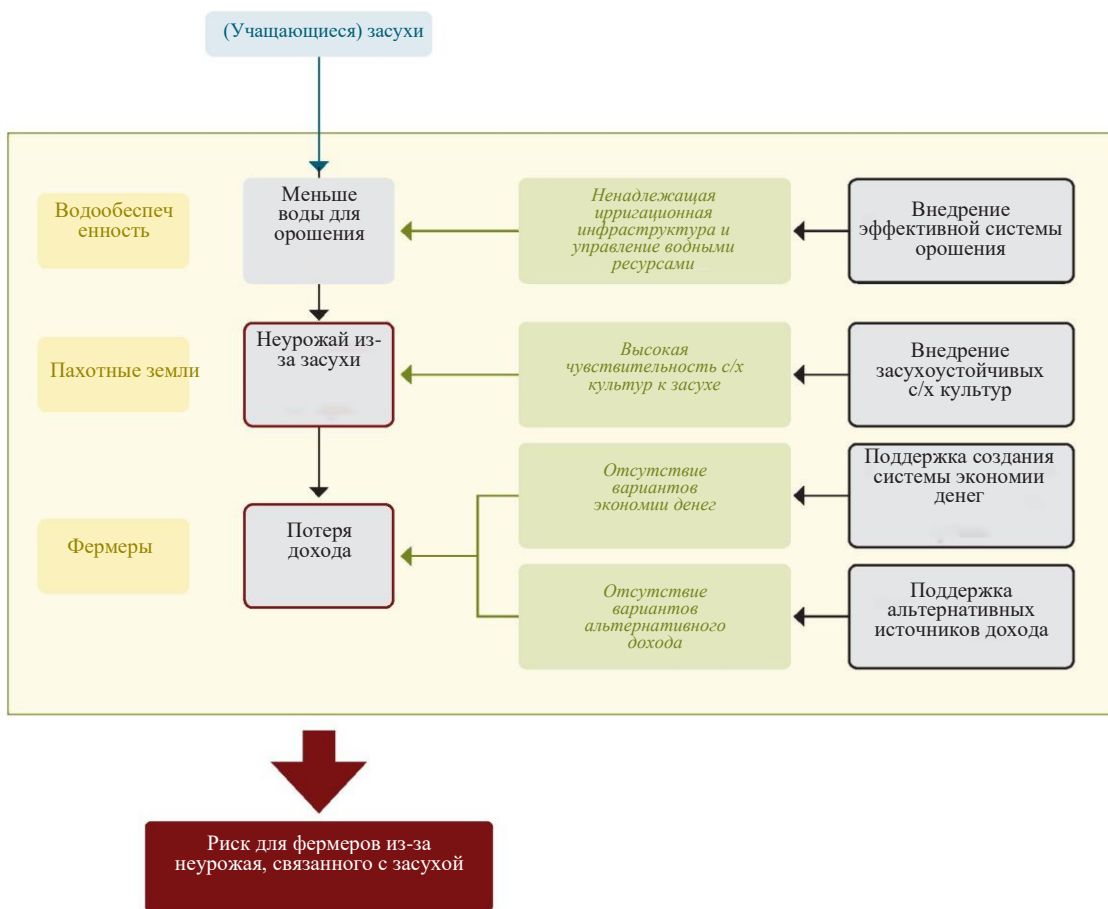 (Учащающиеся) засухи
Водообеспеч
енность
Меньше
воды для
орошения
Ненадлежащая
ирригационная
инфраструктура и
управление водными
ресурсами
Внедрение
эффективной системы
орошения
Пахотные земли
Неурожай из-
за засухи
Высокая
чувствительность с/х
культур к засухе
Внедрение
засухоустойчивых
с/х культур
Фермеры
Потеря
дохода
Отсутствие
вариантов
экономии денег
Поддержка создания
системы экономии
денег
Отсутствие
вариантов
альтернативного
дохода
Поддержка
альтернативных
источников дохода
Риск для фермеров из-за
неурожая, связанного с засухой